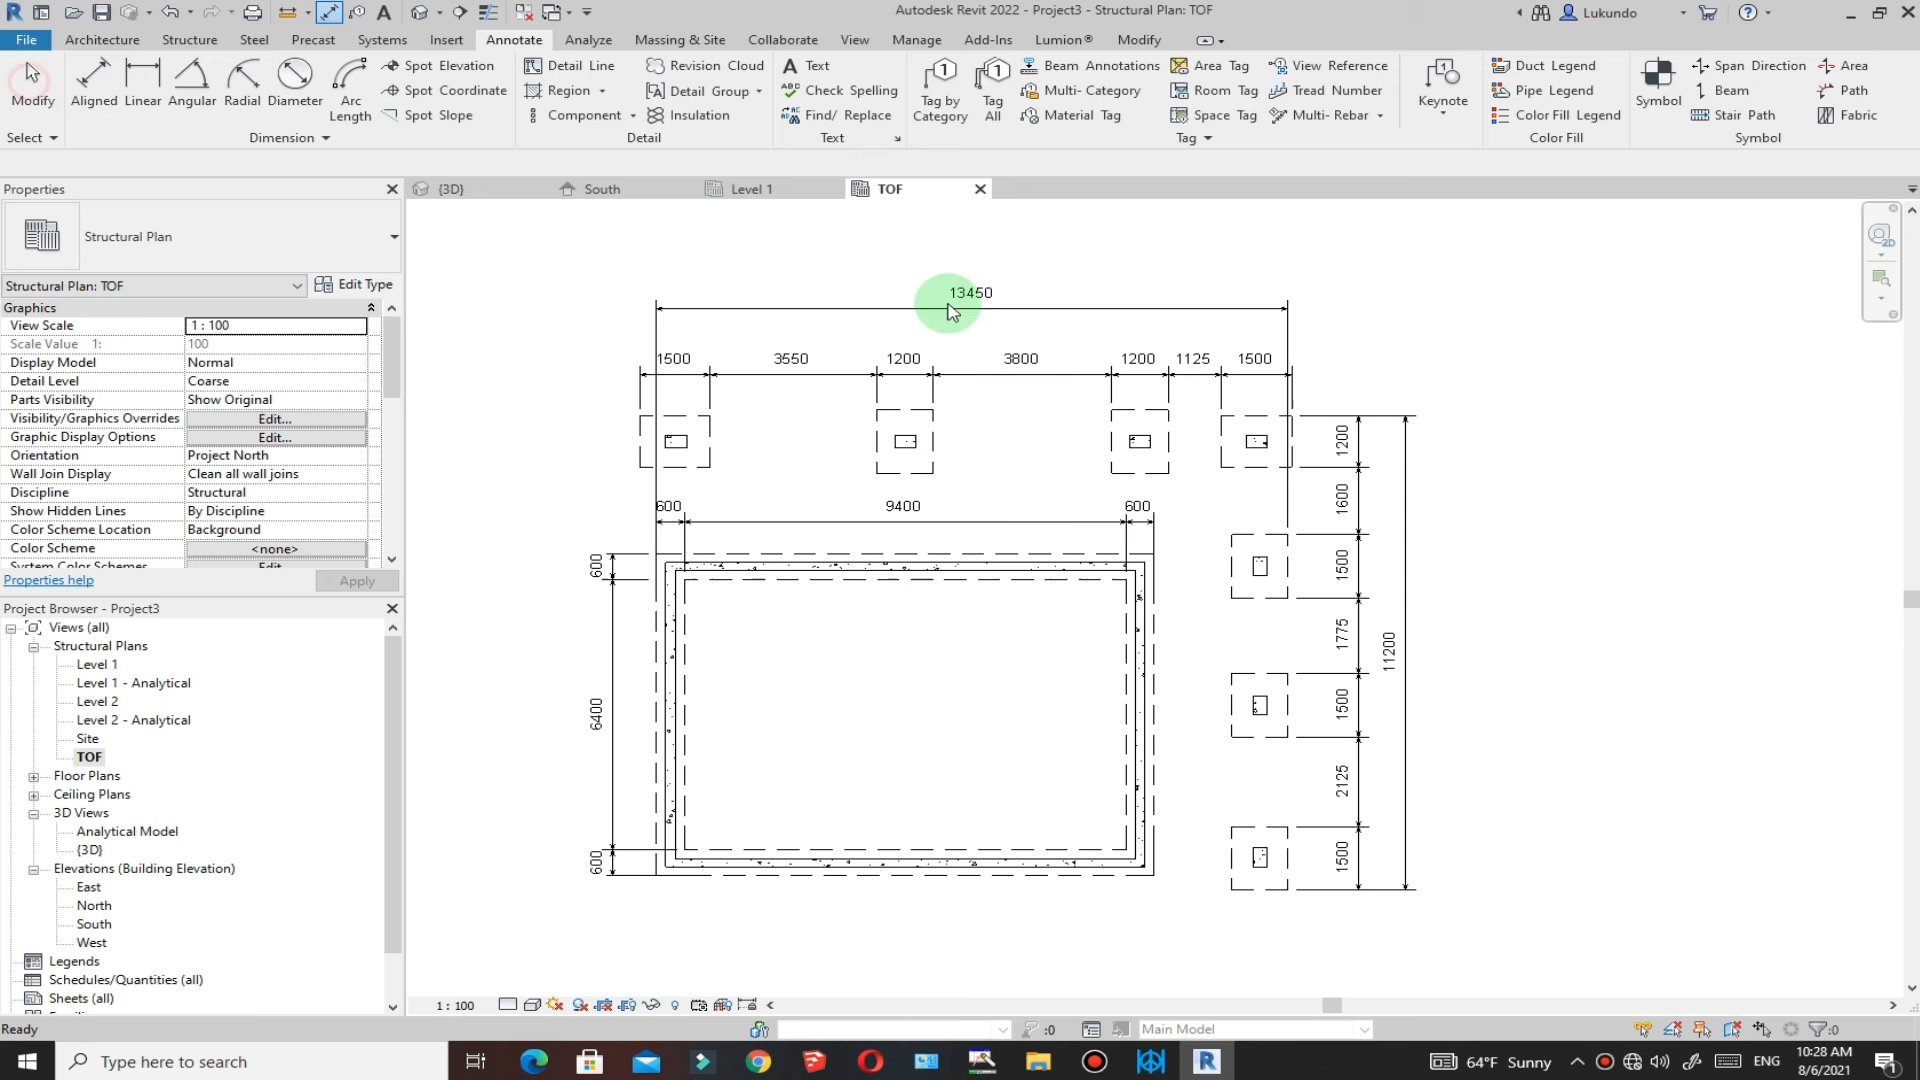 Autodesk Revit 2022 - Project3 - Structural Plan: TOF
Lukundo
File Architecture Structure Steel Precast Systems Insert Annotate Analyze Massing & Site Collaborate View Manage Add-Ins Lumion® Modify
Modify
Aligned Linear Angular Radial Diameter Arc Length
Spot Elevation
Spot Coordinate
Spot Slope
Detail Line
Region
Component
Revision Cloud
Detail Group
Insulation
A Text
Check Spelling
Find/ Replace
Tag by Category
Tag All
Beam Annotations
Multi- Category
Material Tag
Area Tag
Room Tag
Space Tag
View Reference
Tread Number
Multi- Rebar
Keynote
Duct Legend
Pipe Legend
Color Fill Legend
Symbol
Span Direction
Beam
Stair Path
Area
Path
Fabric
Select Dimension Detail Text Tag Color Fill Symbol
Properties
{3D} South Level 1 TOF
Structural Plan
Structural Plan: TOF Edit Type
Graphics
View Scale 1 : 100
Scale Value 1: 100
Display Model Normal
Detail Level Coarse
Parts Visibility Show Original
Visibility/Graphics Overrides Edit...
Graphic Display Options Edit...
Orientation Project North
Wall Join Display Clean all wall joins
Discipline Structural
Show Hidden Lines By Discipline
Color Scheme Location Background
Color Scheme <none>
System Color Schemes Edit...
Properties help Apply
Project Browser - Project3
Views (all)
Structural Plans
Level 1
Level 1 - Analytical
Level 2
Level 2 - Analytical
Site
TOF
Floor Plans
Ceiling Plans
3D Views
Analytical Model
{3D}
Elevations (Building Elevation)
East
North
South
West
Legends
Schedules/Quantities (all)
Sheets (all)
13450
1500 3550 1200 3800 1200 1125 1500
600 9400 600
600
6400
600
1200
1600
1500
1775
1500
2125
1500
11200
2D
1 : 100
Ready
:0
Main Model
:0
Type here to search
64°F Sunny
ENG
10:28 AM
8/6/2021
1